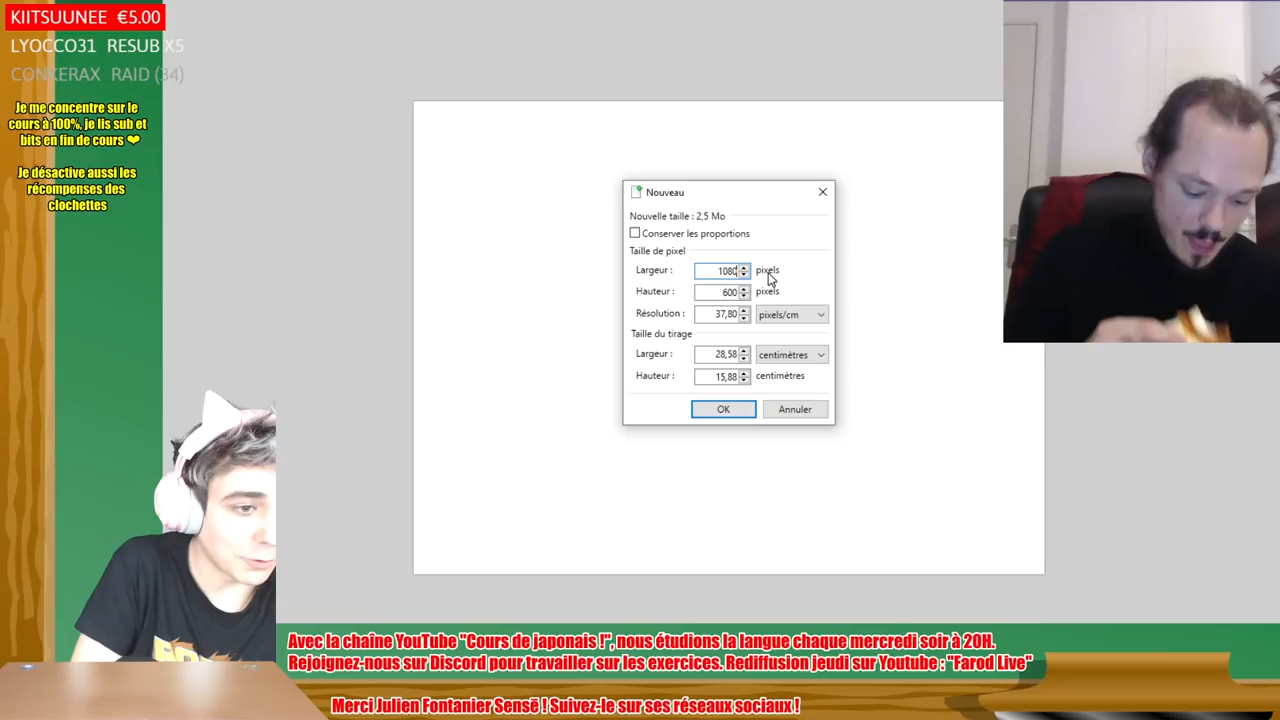 KIITSUUNEE €5.00
LYOCCO31 RESUB X5
CONKERAX RAID (34)
Je me concentre sur le
cours à 100%, je lis sub et
bits en fin de cours ❤
Je désactive aussi les
récompenses des
clochettes
Nouveau
Nouvelle taille : 2,5 Mo
Conserver les proportions
Taille de pixel
Largeur : 1080 pixels
Hauteur : 600 pixels
Résolution : 37,80 pixels/cm
Taille du tirage
Largeur : 28,58 centimètres
Hauteur : 15,88 centimètres
OK Annuler
Avec la chaîne YouTube "Cours de japonais !", nous étudions la langue chaque mercredi soir à 20H.
Rejoignez-nous sur Discord pour travailler sur les exercices. Rediffusion jeudi sur Youtube : "Farod Live"
Merci Julien Fontanier Sensē ! Suivez-le sur ses réseaux sociaux !